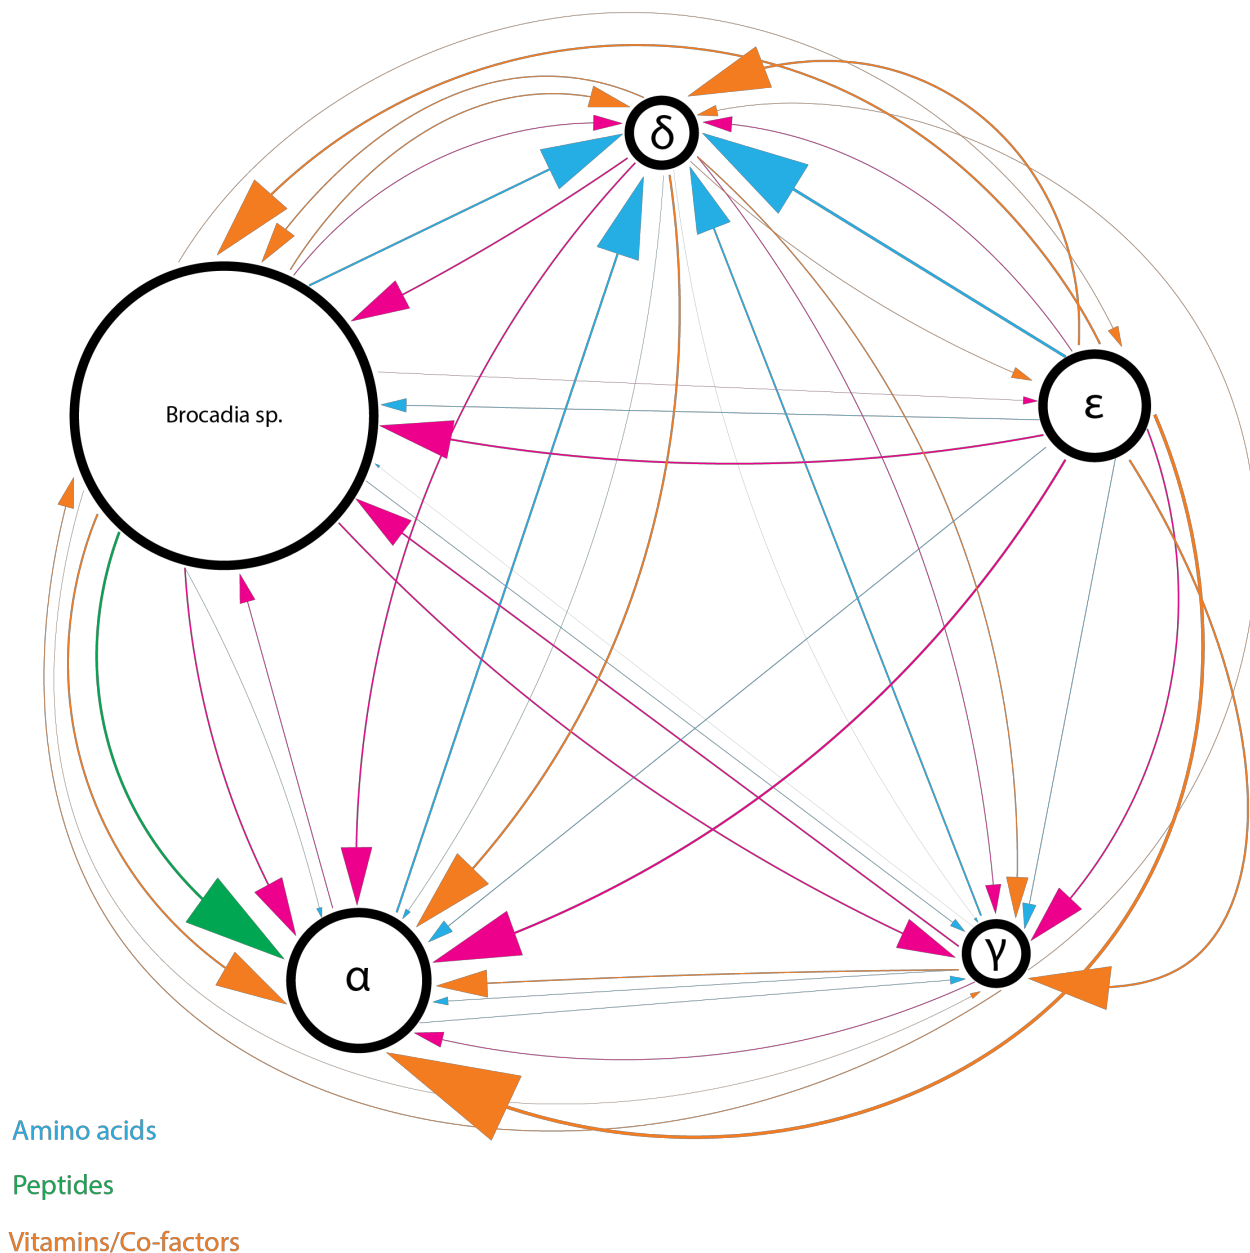 δ
Brocadia sp.
ε
α
γ
Amino acids
Peptides
Vitamins/Co-factors